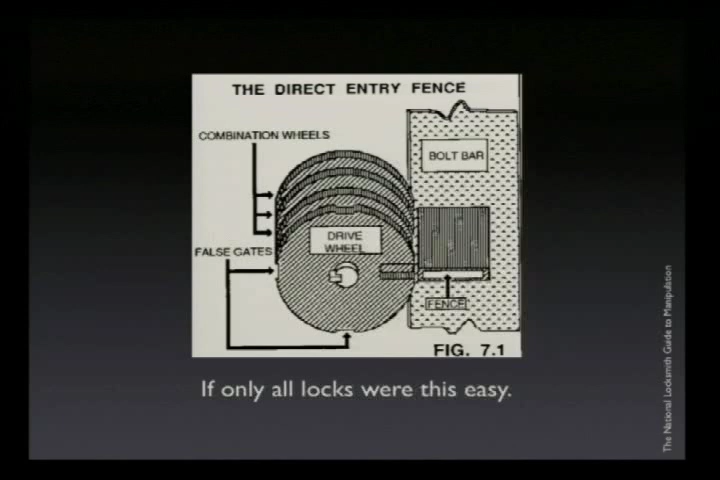 THE DIRECT ENTRY FENCE
COMBINATION WHEELS
BOLT BAR
DRIVE
WHEEL
FALSE GATES
FENCE
FIG. 7.1
If only all locks were this easy.
The National Locksmith Guide to Manipulation